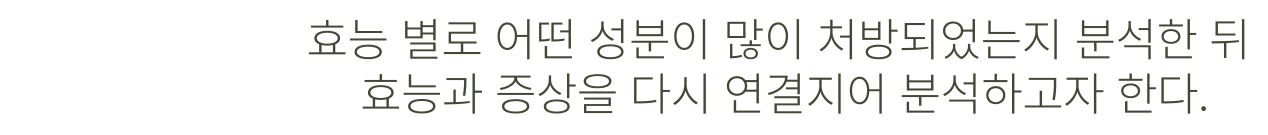 효능 별로 어떤 성분이 많이 처방되었는지 분석한 뒤
효능과 증상을 다시 연결지어 분석하고자 한다.